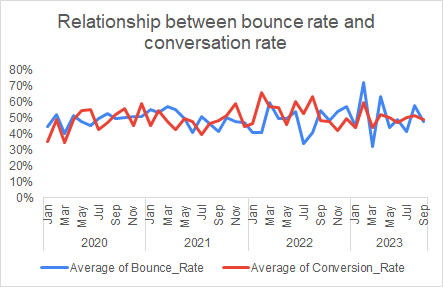 Relationship between bounce rate and
conversation rate
80%
70%
60%
50%
40%
30%
20%
10%
0%
Jan Mar May Jul Sep Nov Jan Mar May Jul Sep Nov Jan Mar May Jul Sep Nov Jan Mar May Jul Sep
2020 2021 2022 2023
Average of Bounce_Rate Average of Conversion_Rate